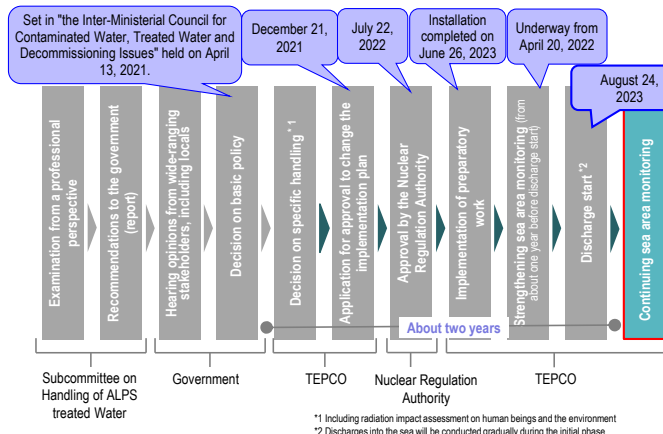 Set in "the Inter-Ministerial Council for
Contaminated Water, Treated Water and
Decommissioning Issues" held on April
13, 2021.
December 21,
2021
July 22,
2022
Installation
completed on
June 26, 2023
Underway from
April 20, 2022
August 24,
2023
Examination from a professional
perspective
Recommendations to the government
(report)
Hearing opinions from wide-ranging
stakeholders, including locals
Decision on basic policy
Decision on specific handling*1
Application for approval to change the
implementation plan
Approval by the Nuclear
Regulation Authority
Implementation of preparatory
work
Strengthening sea area monitoring (from
about one year before discharge start)
Discharge start*2
Continuing sea area monitoring
About two years
Subcommittee on
Handling of ALPS
treated Water
Government
TEPCO
Nuclear Regulation
Authority
TEPCO
*1 Including radiation impact assessment on human beings and the environment
*2 Discharges into the sea will be conducted gradually during the initial phase